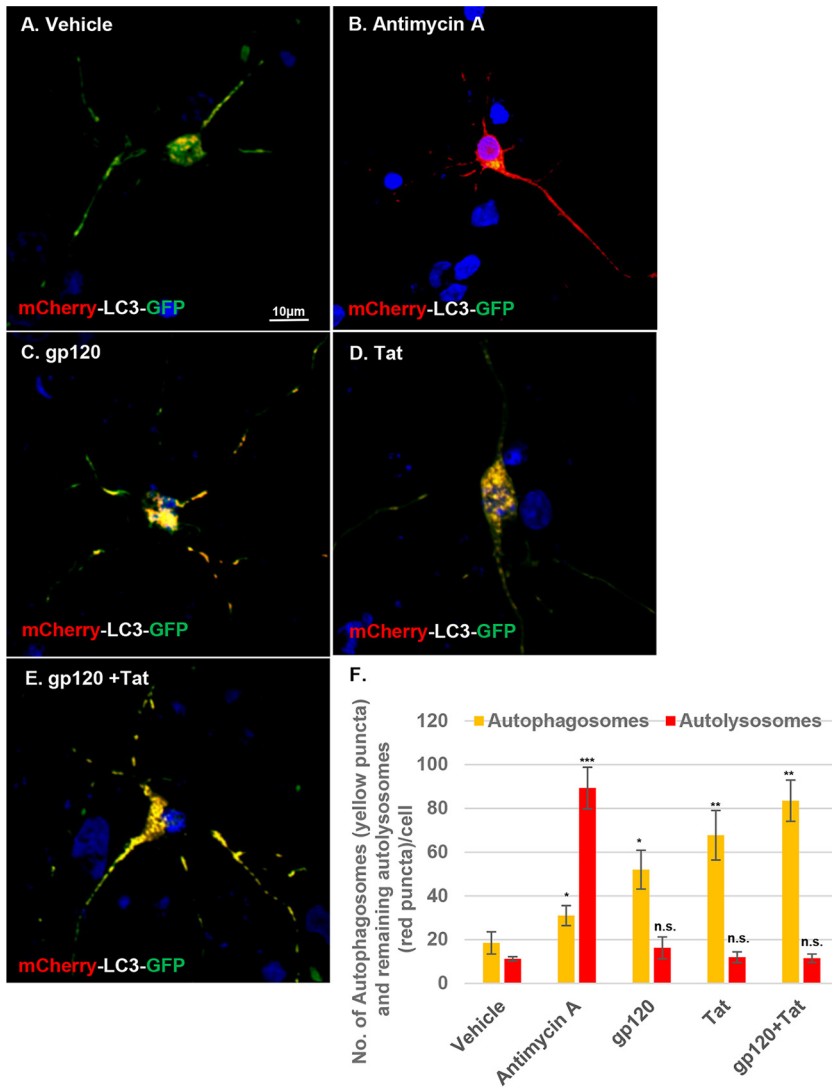 A. Vehicle
mCherry-LC3-GFP
10µm
B. Antimycin A
mCherry-LC3-GFP
C. gp120
mCherry-LC3-GFP
D. Tat
mCherry-LC3-GFP
E. gp120 +Tat
mCherry-LC3-GFP
F.
No. of Autophagosomes (yellow puncta)
and remaining autolysosomes
(red puncta)/cell
Autophagosomes
Autolysosomes
120
100
80
60
40
20
0
*
***
*
n.s.
**
n.s.
**
n.s.
Vehicle
Antimycin A
gp120
Tat
gp120+Tat